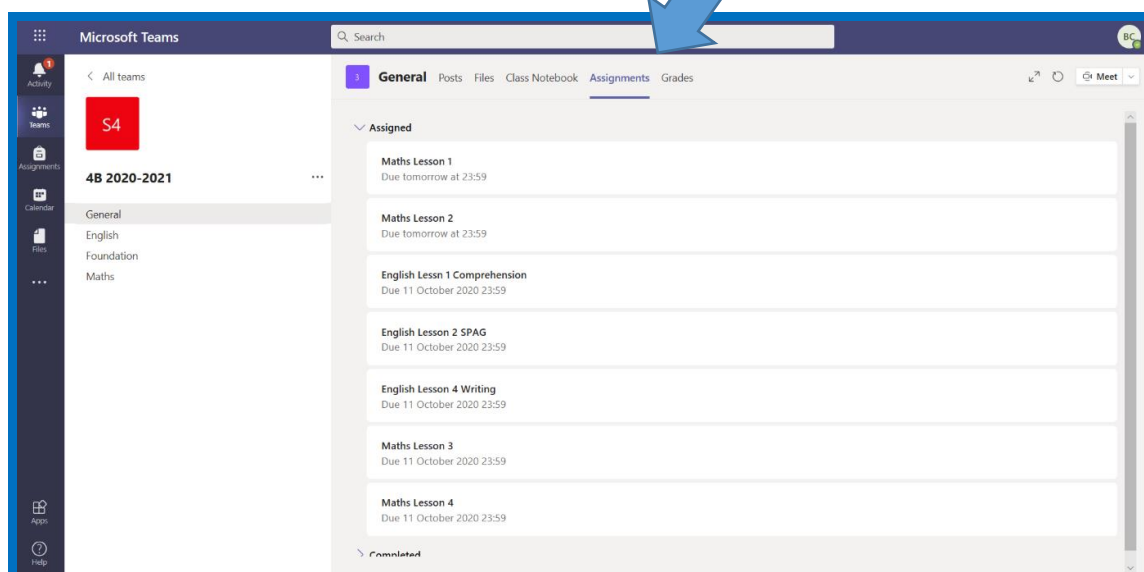 Microsoft Teams
Search
BC
1
Activity
Teams
Assignments
Calendar
Files
Apps
Help
All teams
S4
4B 2020-2021
General
English
Foundation
Maths
3 General Posts Files Class Notebook Assignments Grades
Meet
Assigned
Maths Lesson 1
Due tomorrow at 23:59
Maths Lesson 2
Due tomorrow at 23:59
English Lessn 1 Comprehension
Due 11 October 2020 23:59
English Lesson 2 SPAG
Due 11 October 2020 23:59
English Lesson 4 Writing
Due 11 October 2020 23:59
Maths Lesson 3
Due 11 October 2020 23:59
Maths Lesson 4
Due 11 October 2020 23:59
Completed